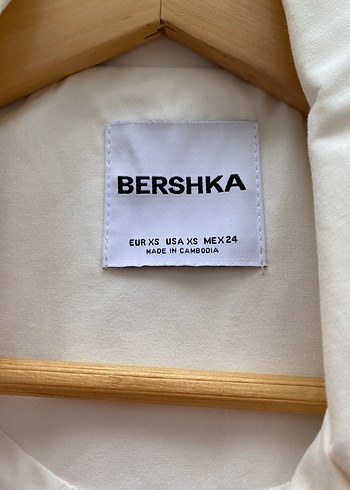 BERSHKA
EUR XS USA XS MEX 24
MADE IN CAMBODIA